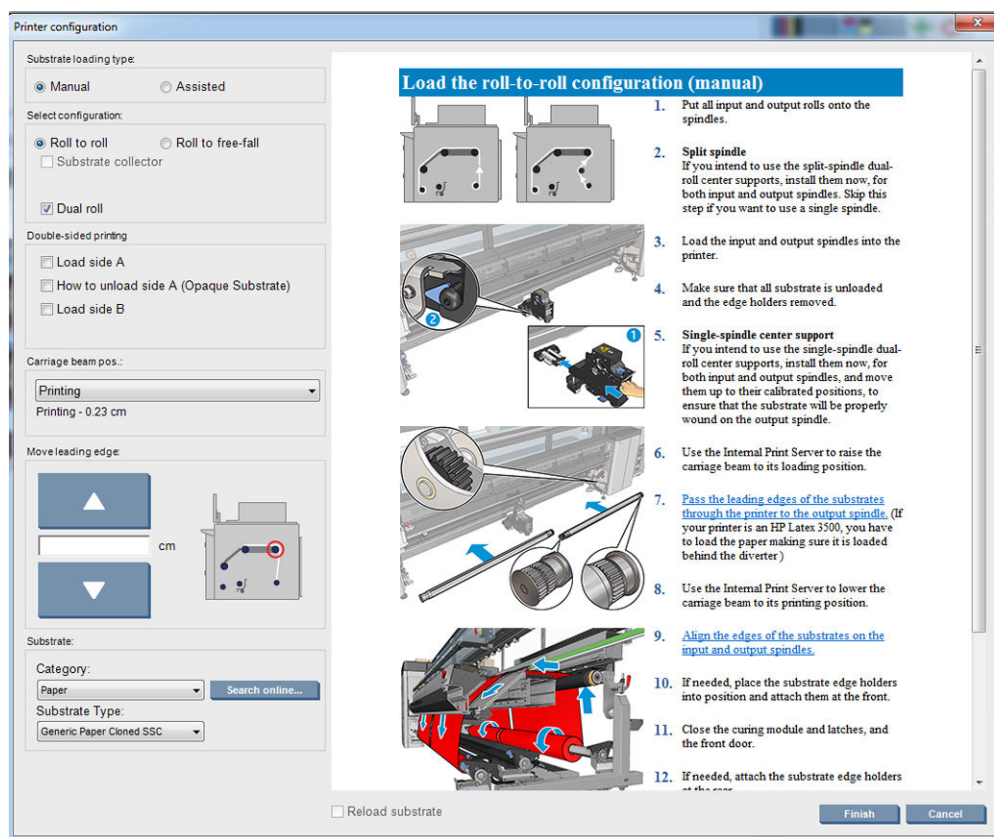 Printer configuration
Substrate loading type:
Manual
Assisted
Select configuration:
Roll to roll
Roll to free-fall
Substrate collector
Dual roll
Double-sided printing
Load side A
How to unload side A (Opaque Substrate)
Load side B
Carriage beam pos.:
Printing
Printing - 0.23 cm
Move leading edge:
cm
Substrate:
Category:
Paper
Search online...
Substrate Type:
Generic Paper Cloned SSC
Load the roll-to-roll configuration (manual)
1. Put all input and output rolls onto the
spindles.
2. Split spindle
If you intend to use the split-spindle dual-
roll center supports, install them now, for
both input and output spindles. Skip this
step if you want to use a single spindle.
3. Load the input and output spindles into the
printer.
4. Make sure that all substrate is unloaded
and the edge holders removed.
5. Single-spindle center support
If you intend to use the single-spindle dual-
roll center supports, install them now, for
both input and output spindles, and move
them up to their calibrated positions, to
ensure that the substrate will be properly
wound on the output spindle.
6. Use the Internal Print Server to raise the
carriage beam to its loading position.
7. Pass the leading edges of the substrates
through the printer to the output spindle. (If
your printer is an HP Latex 3500, you have
to load the paper making sure it is loaded
behind the diverter )
8. Use the Internal Print Server to lower the
carriage beam to its printing position.
9. Align the edges of the substrates on the
input and output spindles.
10. If needed, place the substrate edge holders
into position and attach them at the front.
11. Close the curing module and latches, and
the front door.
12. If needed, attach the substrate edge holders
at the rear
2
1
Reload substrate
Finish
Cancel